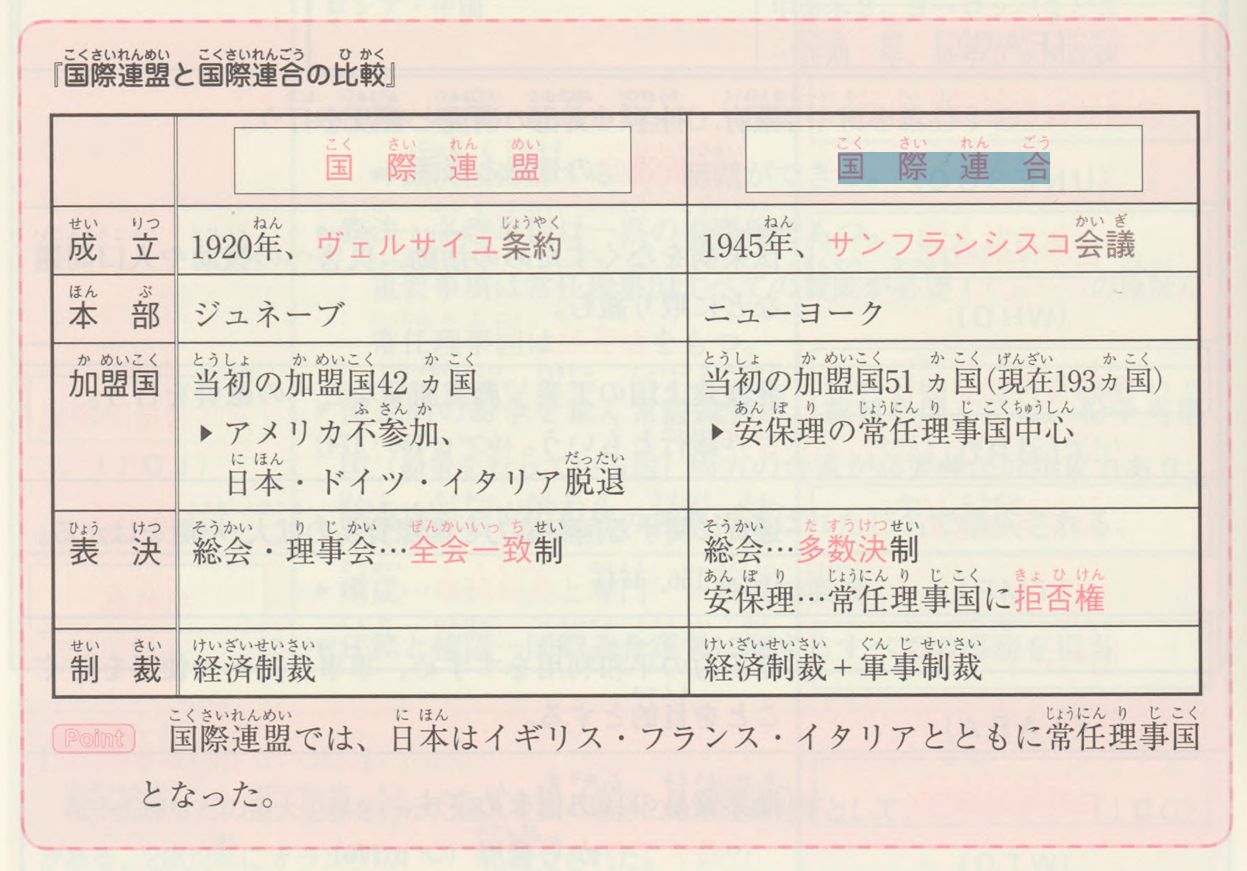 『国際連盟と国際連合の比較』
国際連盟
国際連合
成立
1920年、ヴェルサイユ条約
1945年、サンフランシスコ会議
本部
ジュネーブ
ニューヨーク
加盟国
当初の加盟国42ヵ国
▶アメリカ不参加、
日本・ドイツ・イタリア脱退
当初の加盟国51ヵ国(現在193ヵ国)
▶安保理の常任理事国中心
表決
総会・理事会…全会一致制
総会…多数決制
安保理…常任理事国に拒否権
制裁
経済制裁
経済制裁+軍事制裁
Point 国際連盟では、日本はイギリス・フランス・イタリアとともに常任理事国
となった。